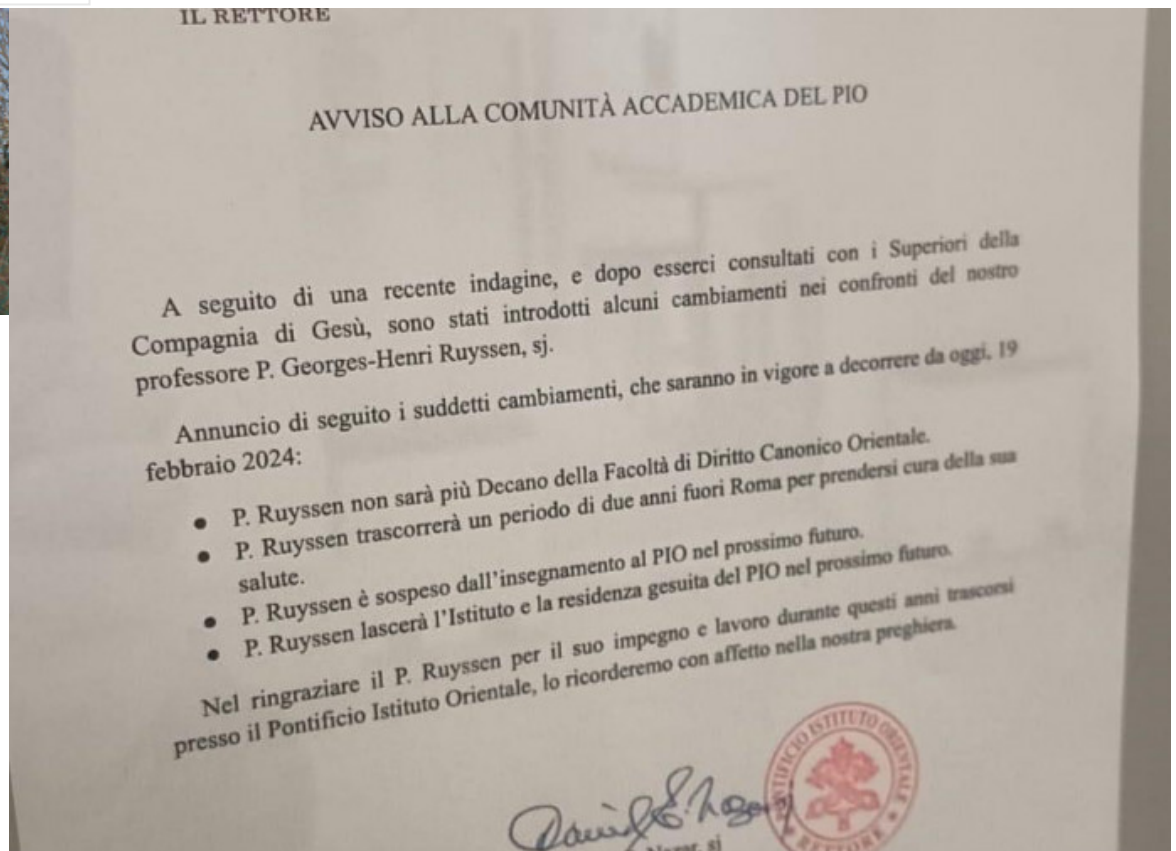 IL RETTORE
AVVISO ALLA COMUNITÀ ACCADEMICA DEL PIO
A seguito di una recente indagine, e dopo esserci consultati con i Superiori della
Compagnia di Gesù, sono stati introdotti alcuni cambiamenti nei confronti del nostro
professore P. Georges-Henri Ruyssen, sj.
Annuncio di seguito i suddetti cambiamenti, che saranno in vigore a decorrere da oggi, 19
febbraio 2024:
• P. Ruyssen non sarà più Decano della Facoltà di Diritto Canonico Orientale.
• P. Ruyssen trascorrerà un periodo di due anni fuori Roma per prendersi cura della sua
salute.
• P. Ruyssen è sospeso dall'insegnamento al PIO nel prossimo futuro.
• P. Ruyssen lascerà l'Istituto e la residenza gesuita del PIO nel prossimo futuro.
Nel ringraziare il P. Ruyssen per il suo impegno e lavoro durante questi anni trascorsi
presso il Pontificio Istituto Orientale, lo ricorderemo con affetto nella nostra preghiera.
PONTIFICIO ISTITUTO ORIENTALE
RETTORE
David E. Nazar, sj